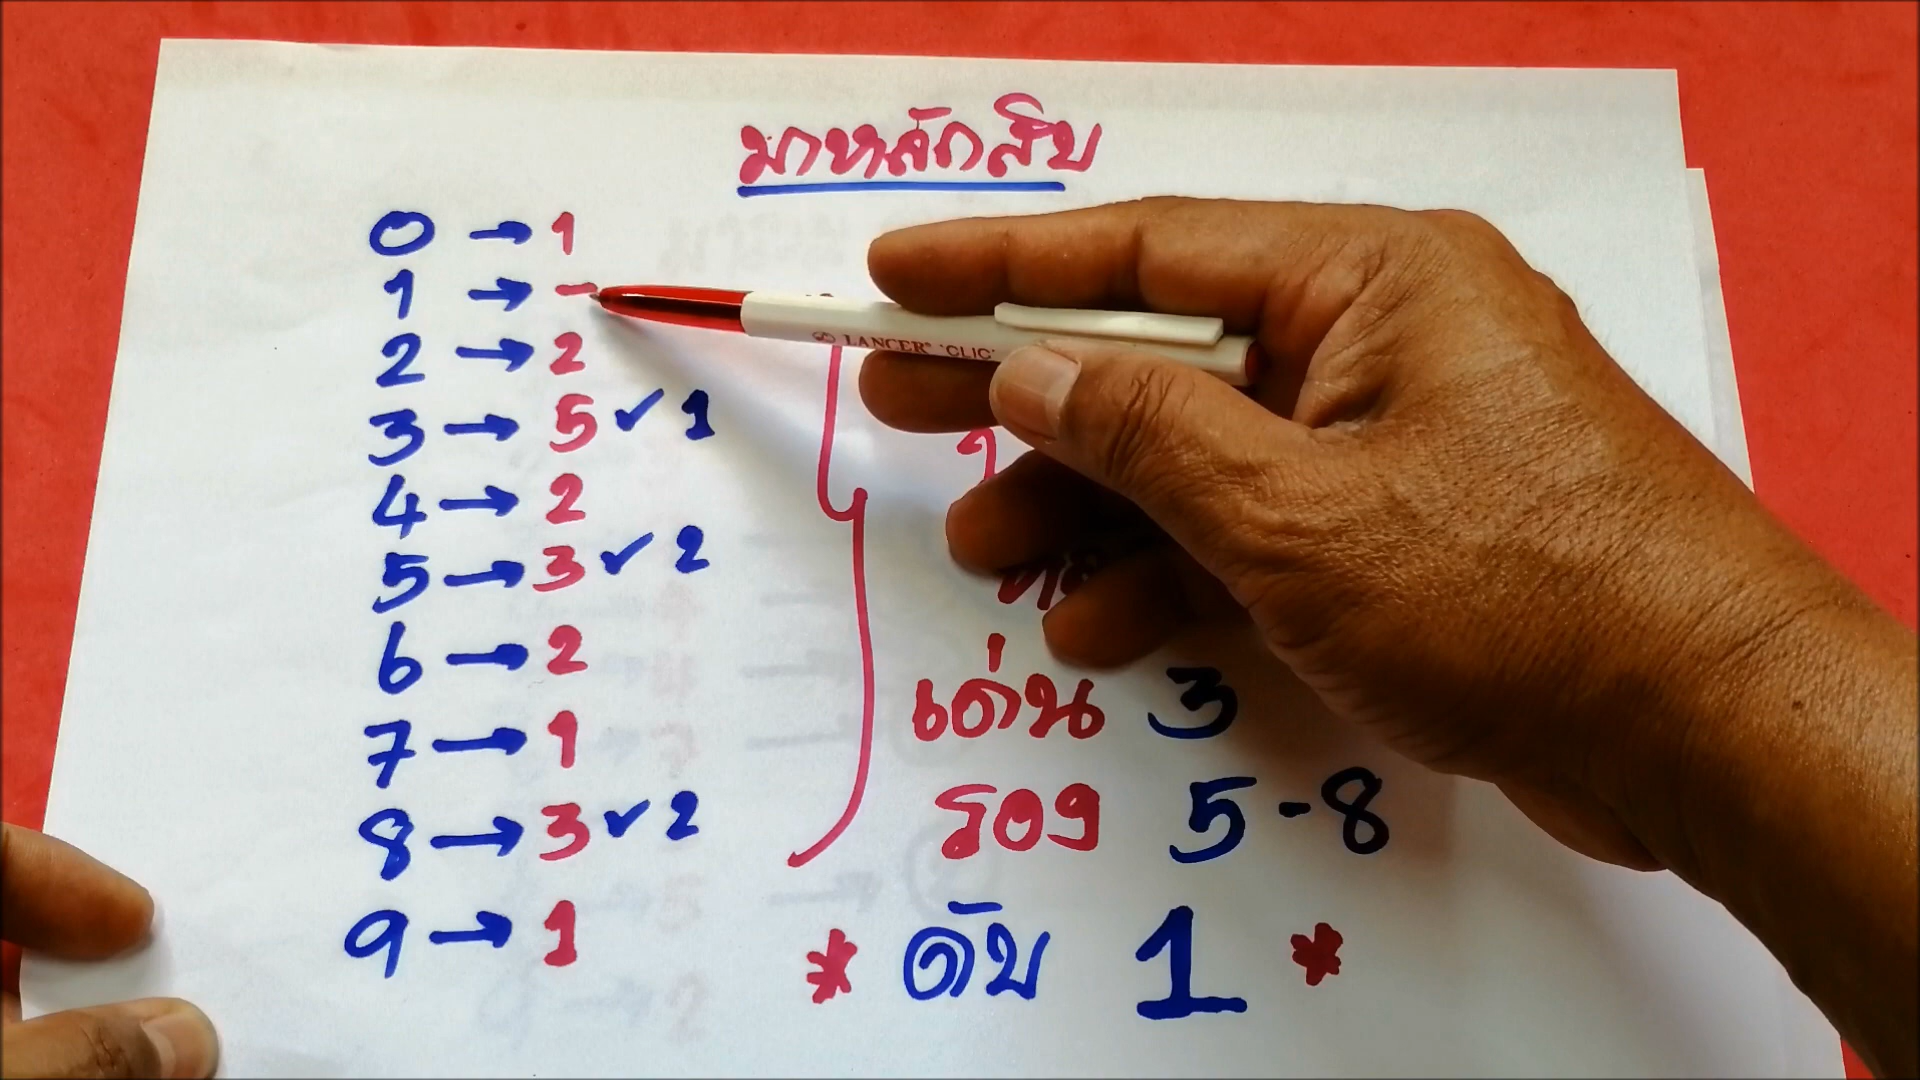 มาหลักสิบ
0 → 1
1 → -
2 → 2
3 → 5 ✓ 1
4 → 2
5 → 3 ✓ 2
6 → 2
7 → 1
8 → 3 ✓ 2
9 → 1
LANCER 'CLIC'
เด่น 3
รอง 5-8
* ดับ 1 *